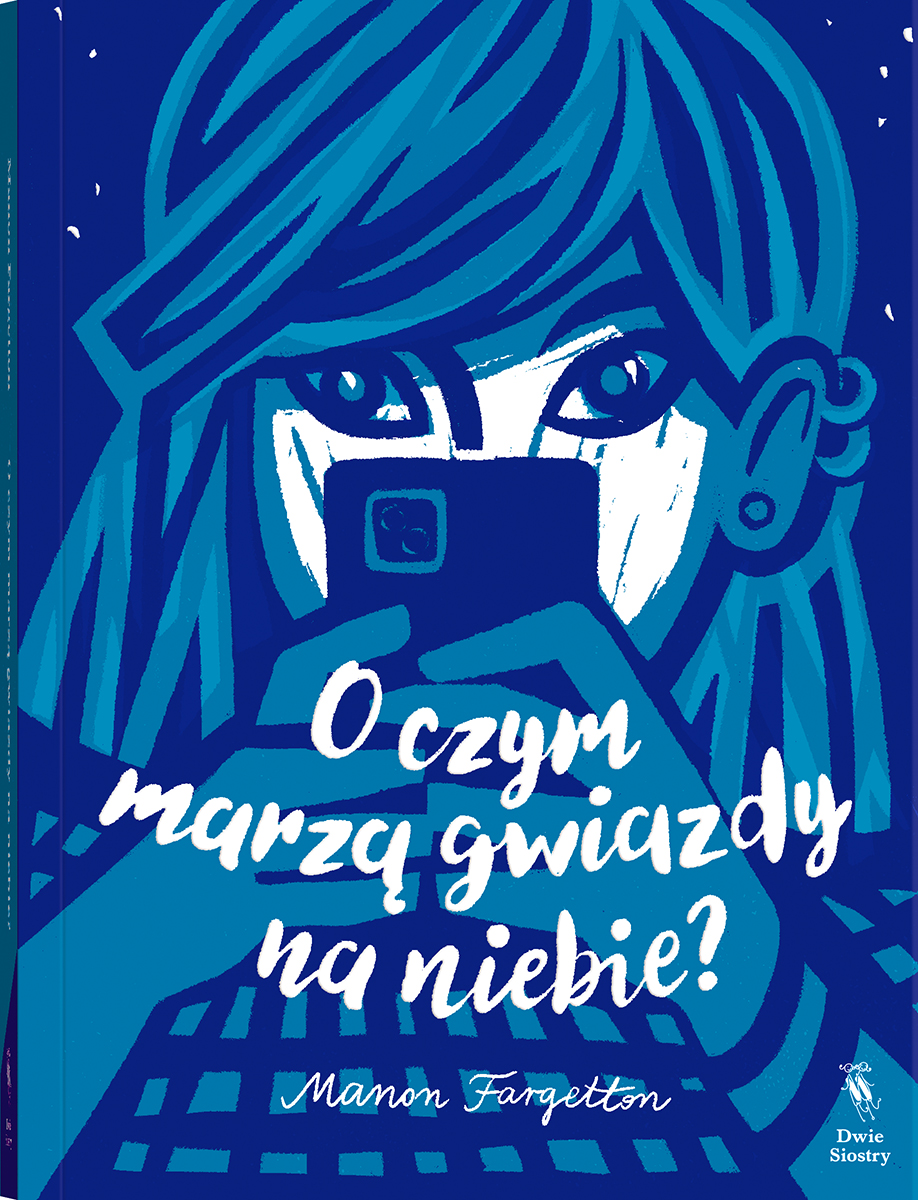 O czym
marzą gwiazdy
na niebie?
Manon Fargetton
Dwie
Siostry